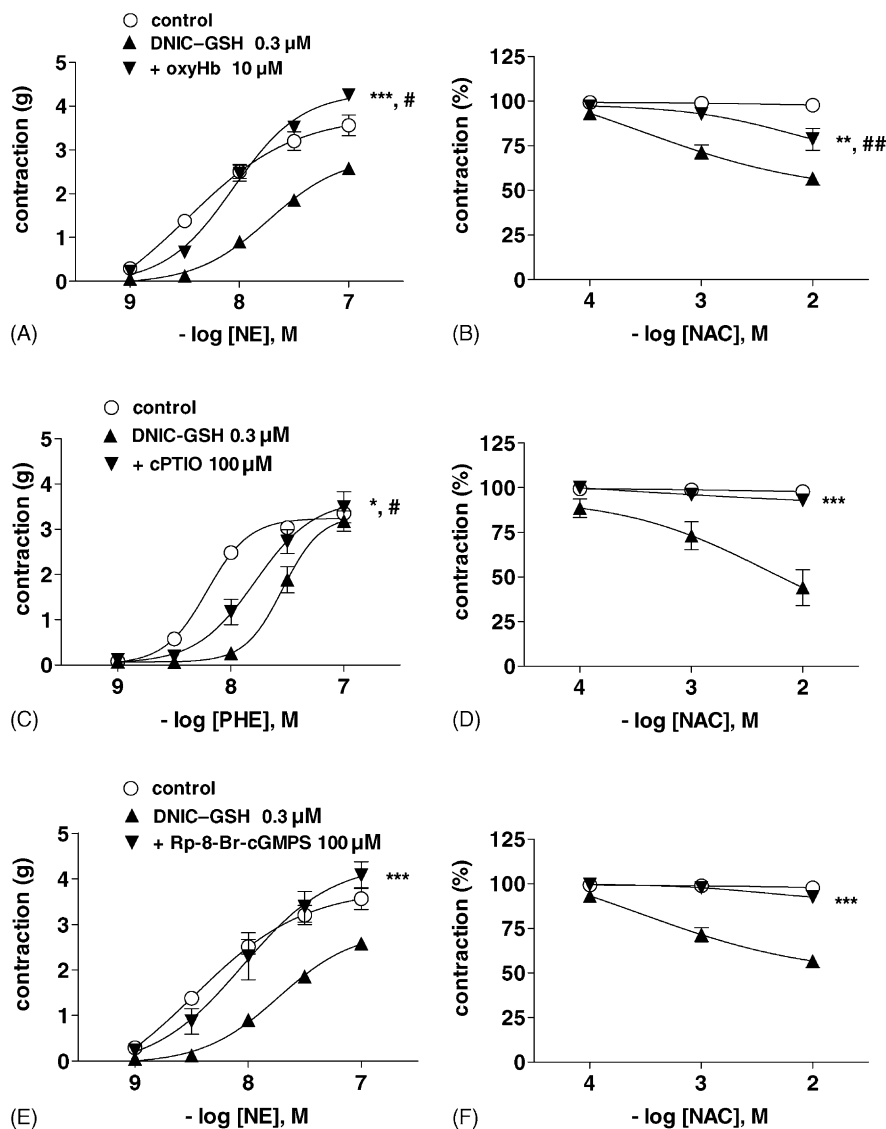 control
DNIC–GSH 0.3 µM
+ oxyHb 10 µM
contraction (g)
5
4
3
2
1
0
9 8 7
- log [NE], M
***, #
(A)
contraction (%)
125
100
75
50
25
0
4 3 2
- log [NAC], M
**, ##
(B)
control
DNIC-GSH 0.3 µM
+ cPTIO 100 µM
contraction (g)
5
4
3
2
1
0
9 8 7
- log [PHE], M
*, #
(C)
contraction (%)
125
100
75
50
25
0
4 3 2
- log [NAC], M
***
(D)
control
DNIC–GSH 0.3 µM
+ Rp-8-Br-cGMPS 100 µM
contraction (g)
5
4
3
2
1
0
9 8 7
- log [NE], M
***
(E)
contraction (%)
125
100
75
50
25
0
4 3 2
- log [NAC], M
***
(F)